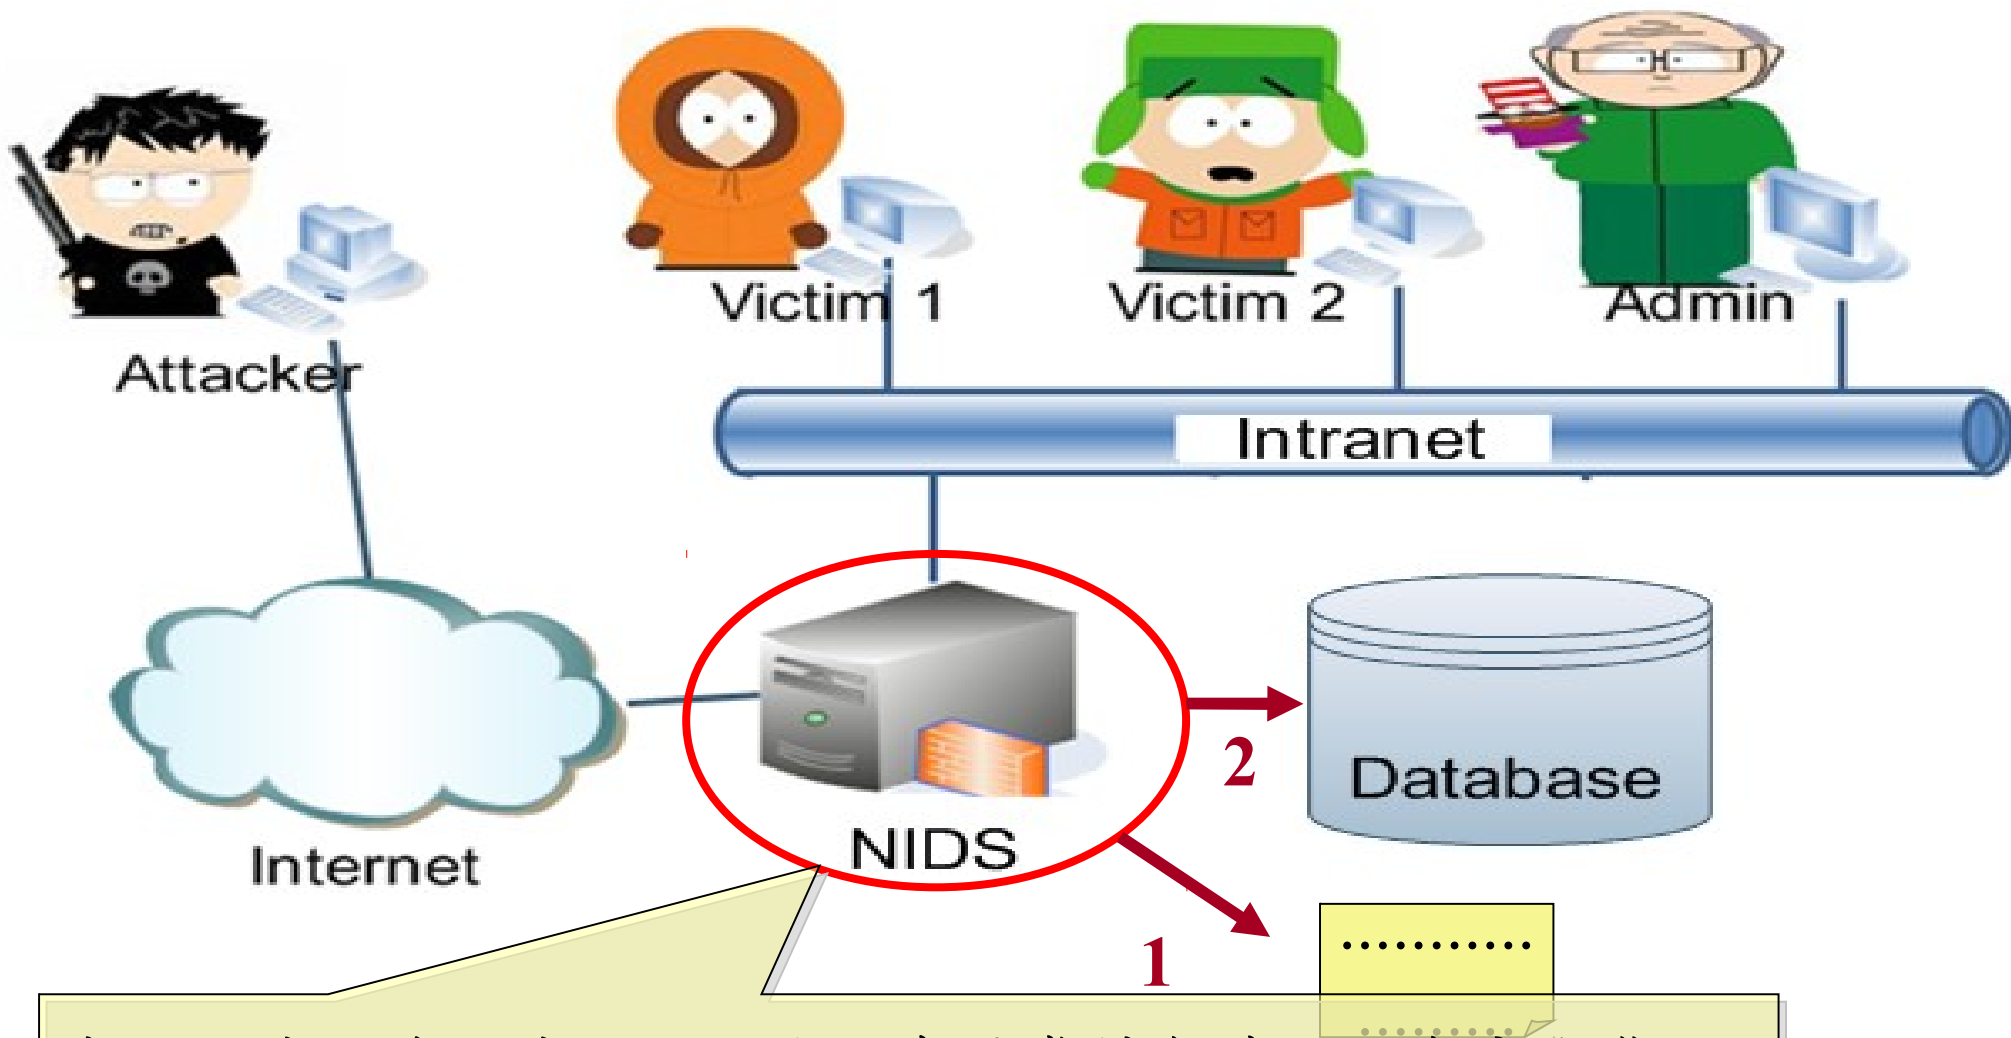 Victim 1
Victim 2
Admin
Attacker
Intranet
NIDS
Database
Internet
2
1
...........
.........